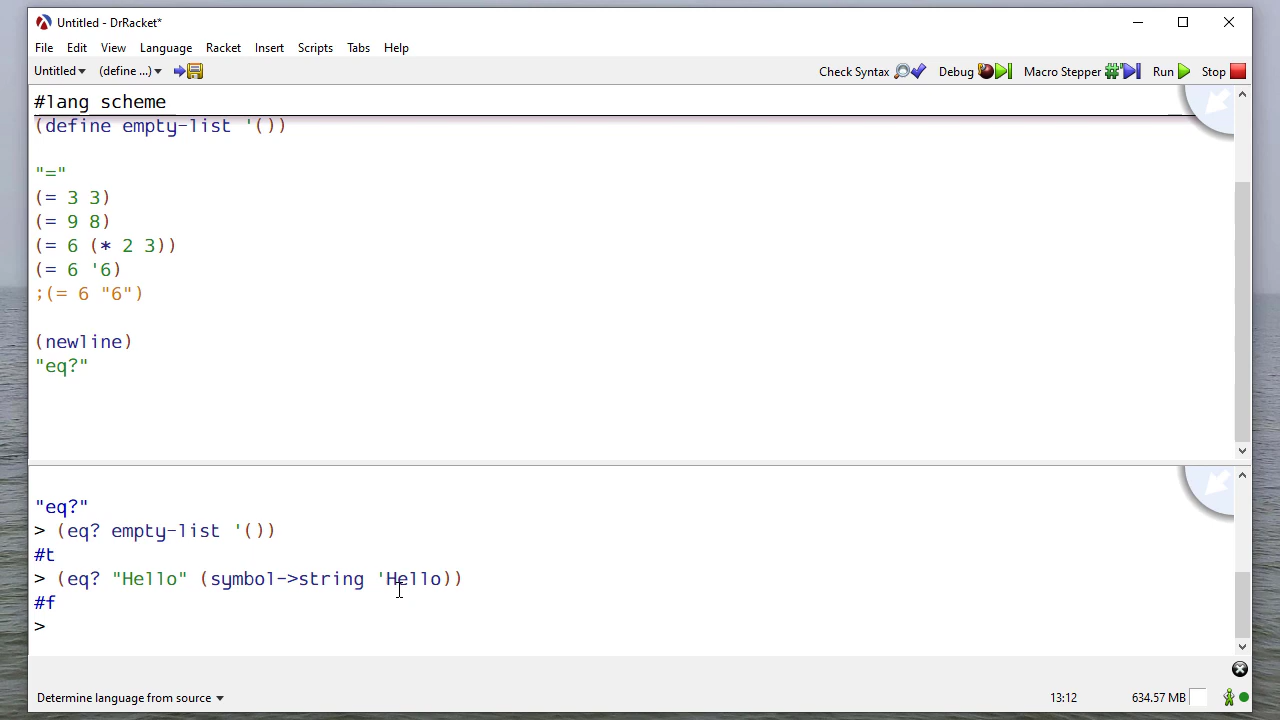 Untitled - DrRacket*
File Edit View Language Racket Insert Scripts Tabs Help
Untitled (define ...) Check Syntax Debug Macro Stepper Run Stop
#lang scheme
(define empty-list '())
"="
(= 3 3)
(= 9 8)
(= 6 (* 2 3))
(= 6 '6)
;(= 6 "6")
(newline)
"eq?"
"eq?"
> (eq? empty-list '())
#t
> (eq? "Hello" (symbol->string 'Hello))
#f
>
Determine language from source 13:12 634.57 MB